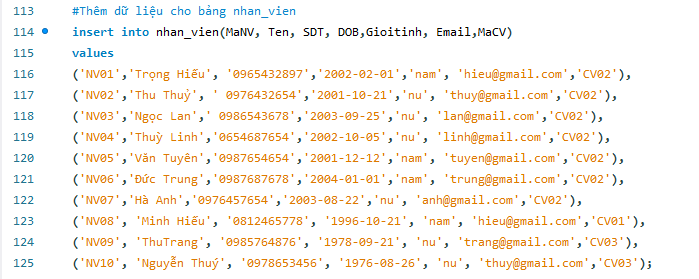 113 #Thêm dữ liệu cho bảng nhan_vien
114 insert into nhan_vien(MaNV, Ten, SDT, DOB,Gioitinh, Email,MaCV)
115 values
116 ('NV01','Trọng Hiếu', '0965432897','2002-02-01','nam', 'hieu@gmail.com','CV02'),
117 ('NV02','Thu Thuỷ', ' 0976432654','2001-10-21','nu', 'thuy@gmail.com','CV02'),
118 ('NV03','Ngọc Lan',' 0986543678','2003-09-25','nu', 'lan@gmail.com','CV02'),
119 ('NV04','Thuỳ Linh','0654687654','2002-10-05','nu', 'linh@gmail.com','CV02'),
120 ('NV05','Văn Tuyên','0987654654','2001-12-12','nam', 'tuyen@gmail.com','CV02'),
121 ('NV06','Đức Trung','0987687678','2004-01-01','nam', 'trung@gmail.com','CV02'),
122 ('NV07','Hà Anh','0976457654','2003-08-22','nu', 'anh@gmail.com','CV02'),
123 ('NV08', 'Minh Hiếu', '0812465778', '1996-10-21', 'nam', 'hieu@gmail.com','CV01'),
124 ('NV09', 'ThuTrang', '0985764876', '1978-09-21', 'nu', 'trang@gmail.com','CV03'),
125 ('NV10', 'Nguyễn Thuý', '0978653456', '1976-08-26', 'nu', 'thuy@gmail.com','CV03');